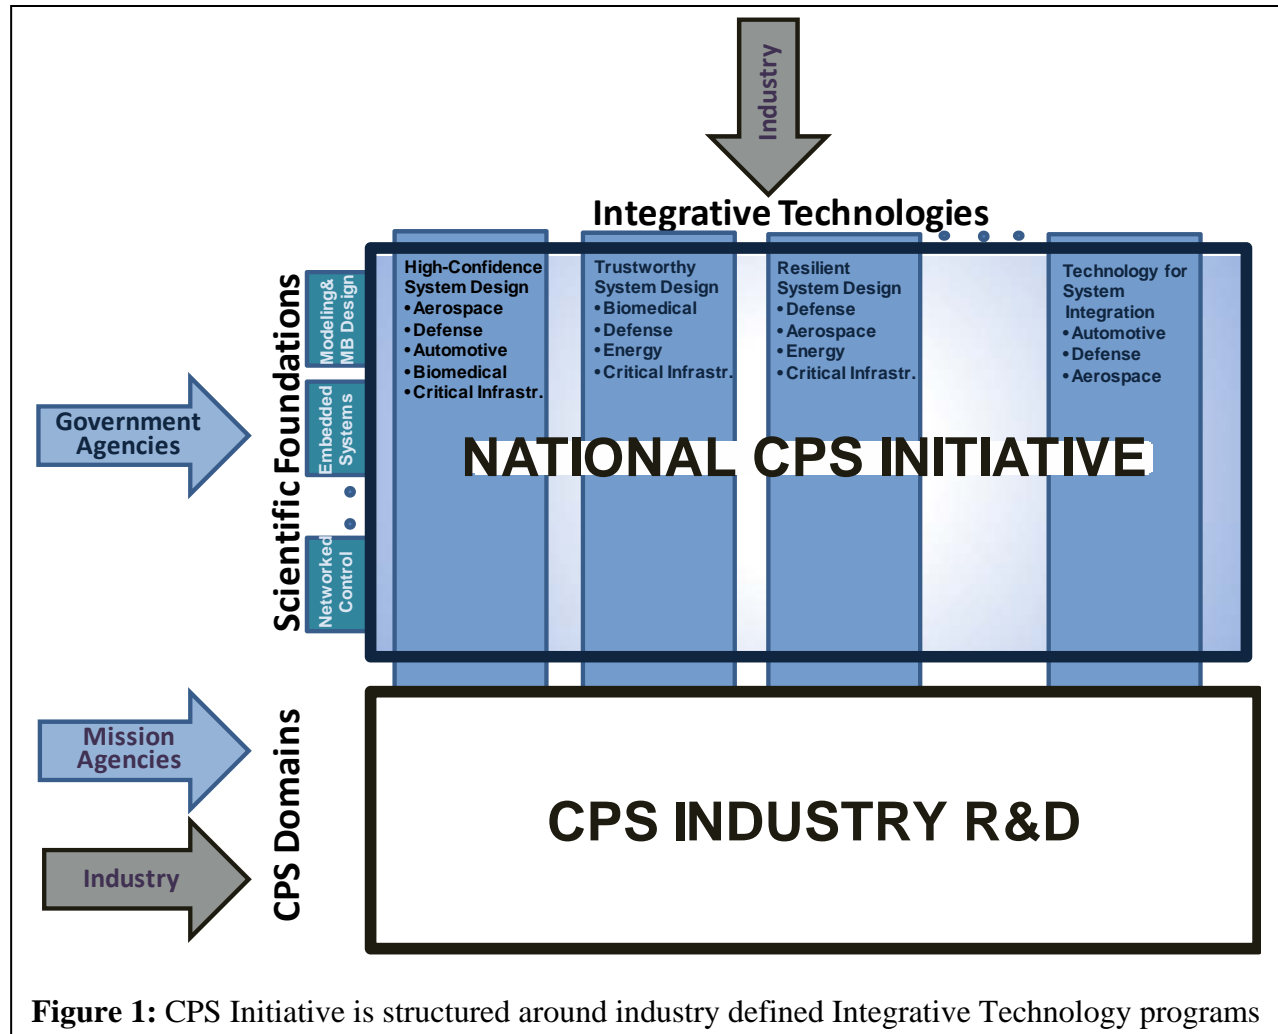 Industry
Integrative Technologies
Scientific Foundations
Modeling&
MB Design
Embedded
Systems
Networked
Control
High-Confidence
System Design
• Aerospace
• Defense
• Automotive
• Biomedical
• Critical Infrastr.
Trustworthy
System Design
• Biomedical
• Defense
• Energy
• Critical Infrastr.
Resilient
System Design
• Defense
• Aerospace
• Energy
• Critical Infrastr.
Technology for
System
Integration
• Automotive
• Defense
• Aerospace
Government
Agencies
NATIONAL CPS INITIATIVE
Mission
Agencies
Industry
CPS Domains
CPS INDUSTRY R&D
Figure 1: CPS Initiative is structured around industry defined Integrative Technology programs